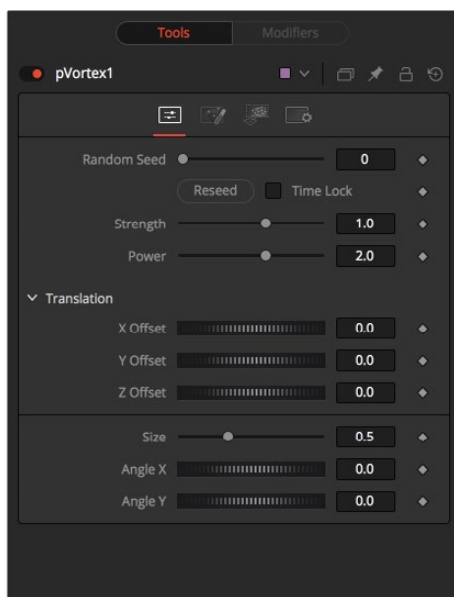 Tools Modifiers
pVortex1
Random Seed 0
Reseed Time Lock
Strength 1.0
Power 2.0
Translation
X Offset 0.0
Y Offset 0.0
Z Offset 0.0
Size 0.5
Angle X 0.0
Angle Y 0.0